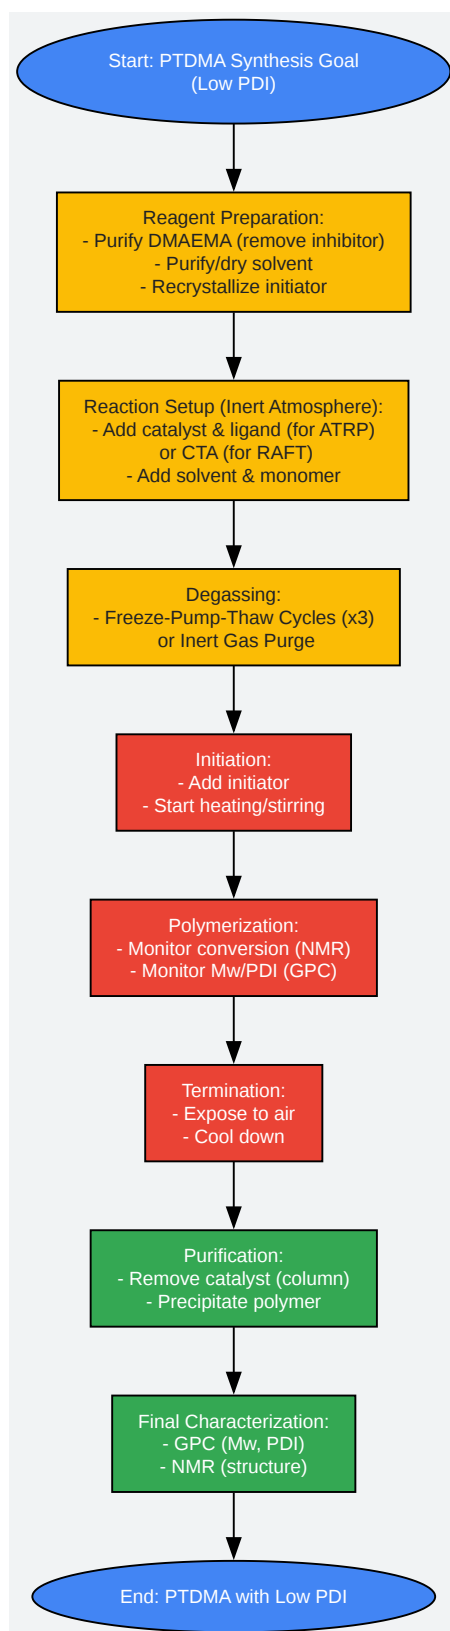 Start: PTDMA Synthesis Goal
(Low PDI)
Reagent Preparation:
- Purify DMAEMA (remove inhibitor)
- Purify/dry solvent
- Recrystallize initiator
Reaction Setup (Inert Atmosphere):
- Add catalyst & ligand (for ATRP)
or CTA (for RAFT)
- Add solvent & monomer
Degassing:
- Freeze-Pump-Thaw Cycles (x3)
or Inert Gas Purge
Initiation:
- Add initiator
- Start heating/stirring
Polymerization:
- Monitor conversion (NMR)
- Monitor Mw/PDI (GPC)
Termination:
- Expose to air
- Cool down
Purification:
- Remove catalyst (column)
- Precipitate polymer
Final Characterization:
- GPC (Mw, PDI)
- NMR (structure)
End: PTDMA with Low PDI